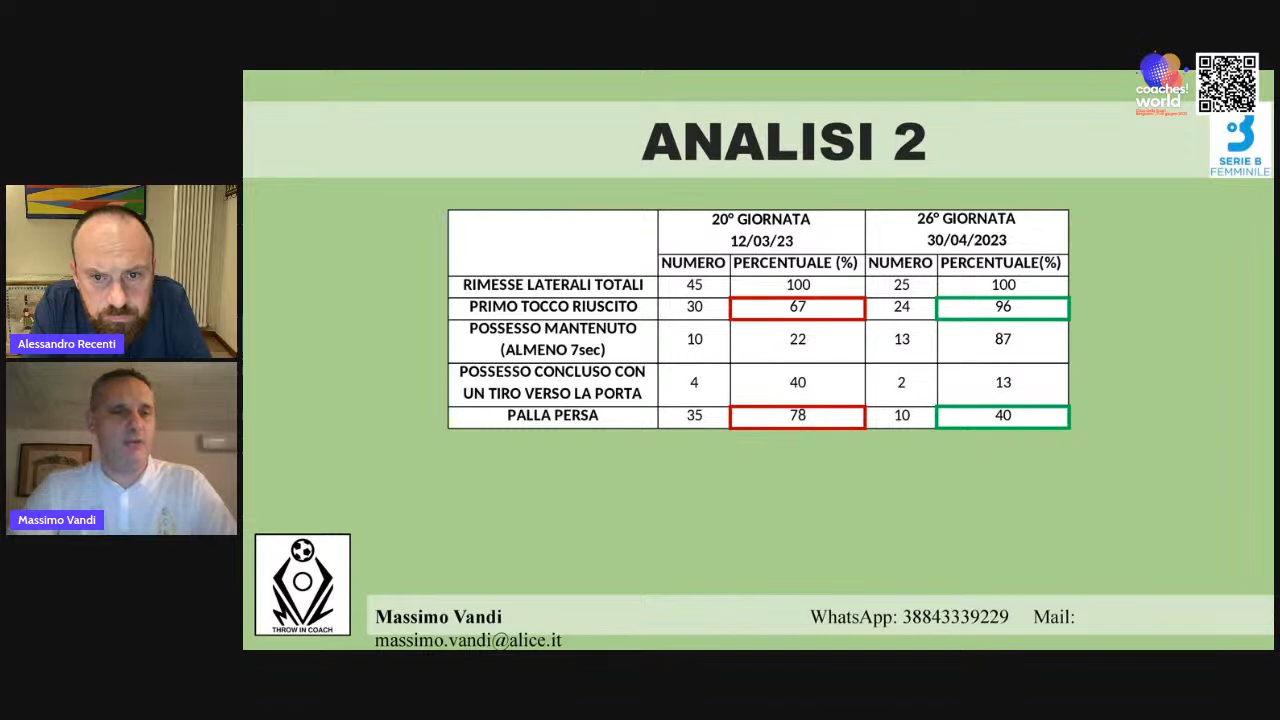 coaches!
world
SERIE B
FEMMINILE
ANALISI 2
20° GIORNATA
12/03/23
26° GIORNATA
30/04/2023
NUMERO PERCENTUALE (%) NUMERO PERCENTUALE(%)
RIMESSE LATERALI TOTALI 45 100 25 100
PRIMO TOCCO RIUSCITO 30 67 24 96
POSSESSO MANTENUTO
(ALMENO 7sec) 10 22 13 87
POSSESSO CONCLUSO CON
UN TIRO VERSO LA PORTA 4 40 2 13
PALLA PERSA 35 78 10 40
Alessandro Recenti
Massimo Vandi
THROW IN COACH
Massimo Vandi WhatsApp: 38843339229 Mail:
massimo.vandi@alice.it